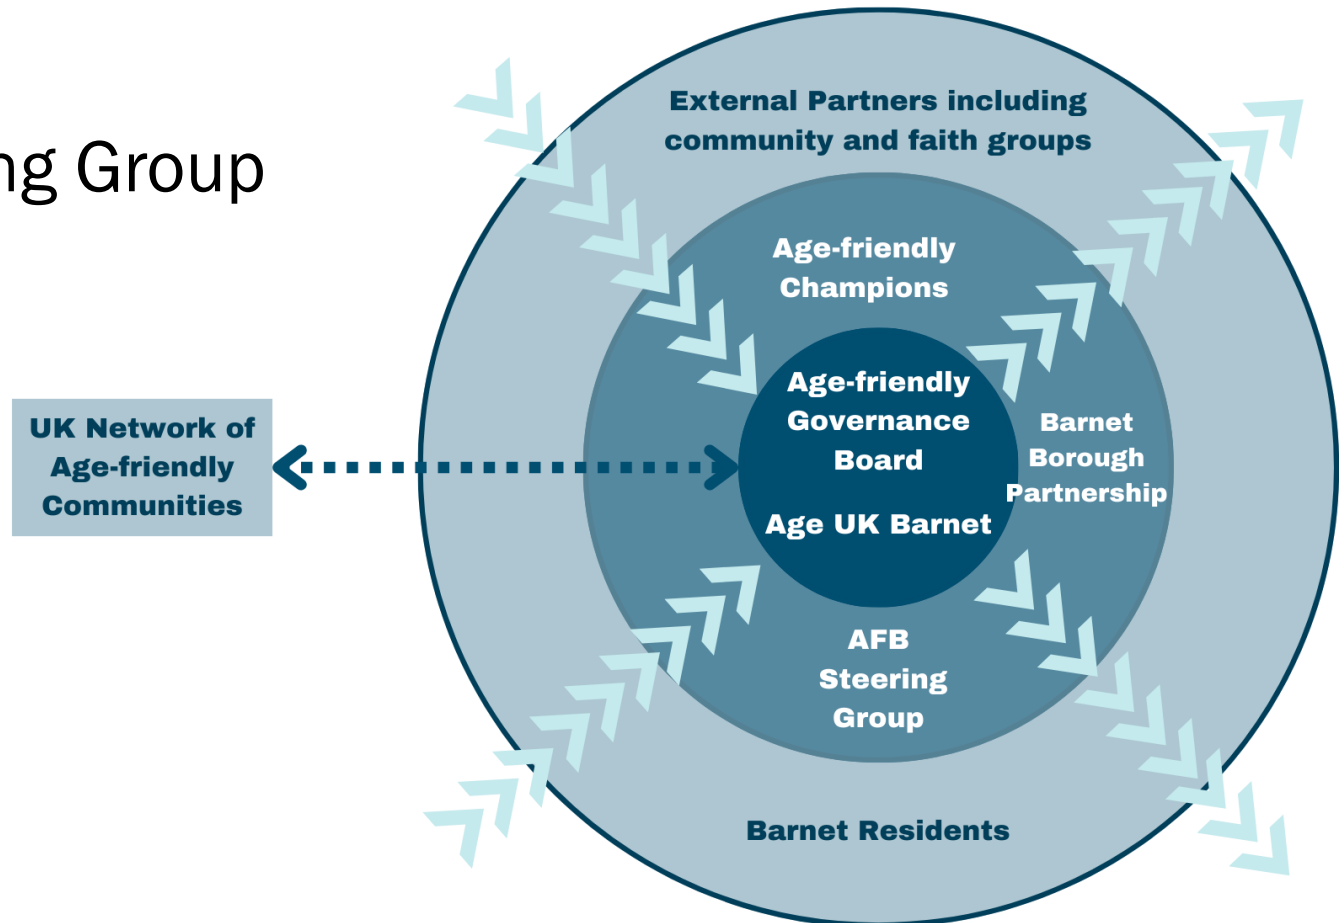 ng Group
External Partners including
community and faith groups
Age-friendly
Champions
Age-friendly
Governance
Board
Age UK Barnet
Barnet
Borough
Partnership
UK Network of
Age-friendly
Communities
AFB
Steering
Group
Barnet Residents